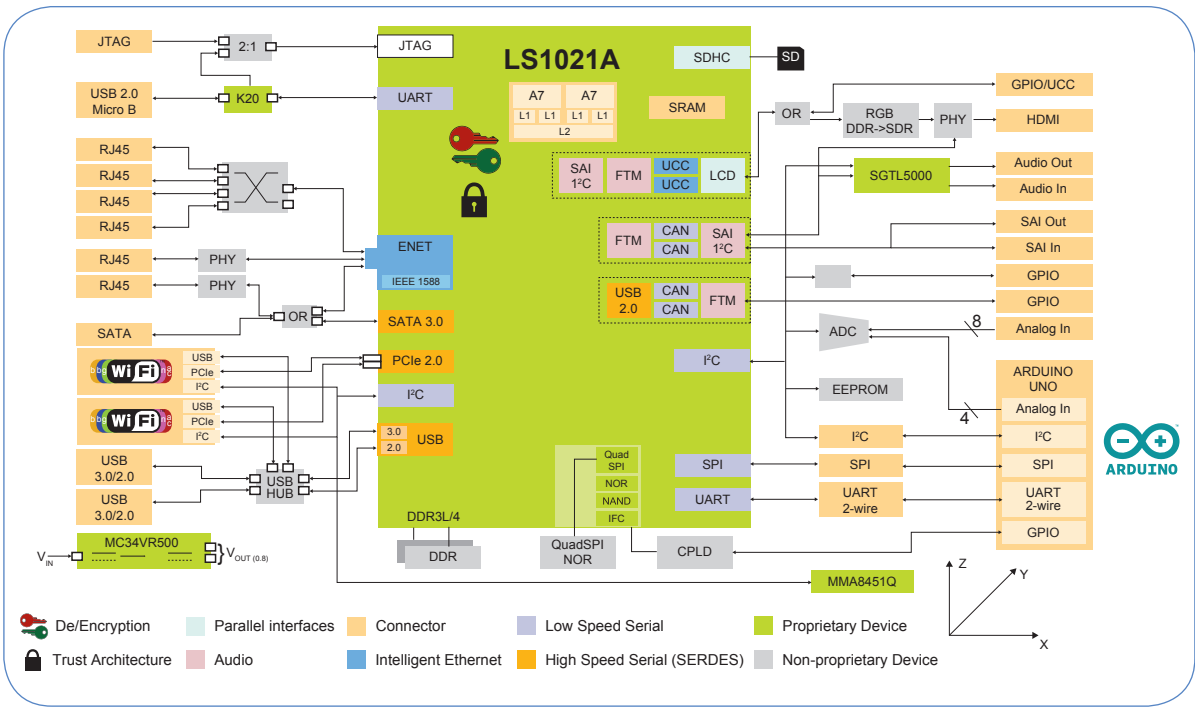 JTAG
2:1
JTAG
LS1021A
SDHC
SD
USB 2.0
Micro B
K20
UART
A7
A7
L1
L1
L1
L1
L2
SRAM
OR
RGB
DDR->SDR
PHY
GPIO/UCC
HDMI
RJ45
RJ45
RJ45
RJ45
SAI
I²C
FTM
UCC
UCC
LCD
SGTL5000
Audio Out
Audio In
FTM
CAN
CAN
SAI
I²C
SAI Out
SAI In
RJ45
PHY
RJ45
PHY
ENET
IEEE 1588
USB
2.0
CAN
CAN
FTM
GPIO
GPIO
OR
SATA
SATA 3.0
ADC
8
Analog In
WiFi
USB
PCIe
I²C
PCIe 2.0
I²C
I²C
EEPROM
4
ARDUINO
UNO
Analog In
I²C
SPI
UART
2-wire
GPIO
ARDUINO
WiFi
USB
PCIe
I²C
3.0
2.0
USB
I²C
USB
3.0/2.0
USB
3.0/2.0
USB
HUB
Quad
SPI
NOR
NAND
IFC
SPI
SPI
UART
UART
2-wire
MC34VR500
VIN
VOUT (0.8)
DDR3L/4
DDR
QuadSPI
NOR
CPLD
MMA8451Q
Z
Y
X
De/Encryption
Parallel interfaces
Connector
Low Speed Serial
Proprietary Device
Trust Architecture
Audio
Intelligent Ethernet
High Speed Serial (SERDES)
Non-proprietary Device